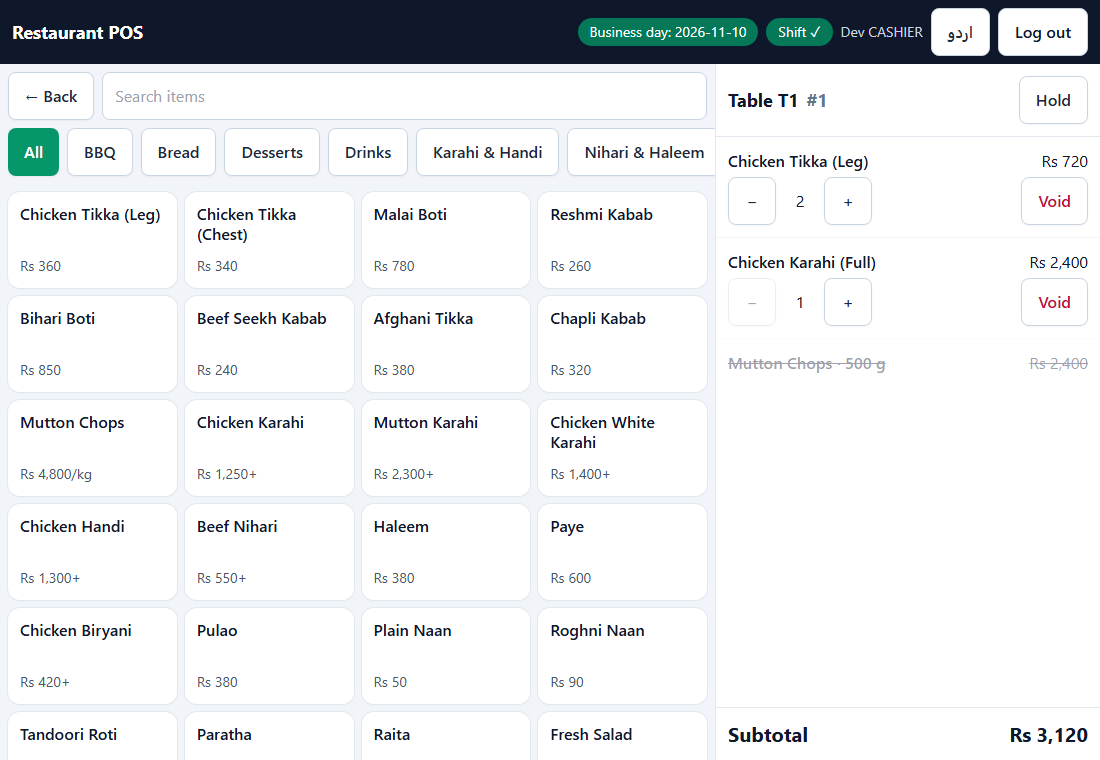 Restaurant POS
Business day: 2026-11-10
Shift ✓
Dev CASHIER
اردو
Log out
← Back
Search items
All
BBQ
Bread
Desserts
Drinks
Karahi & Handi
Nihari & Haleem
Chicken Tikka (Leg)
Rs 360
Chicken Tikka
(Chest)
Rs 340
Malai Boti
Rs 780
Reshmi Kabab
Rs 260
Bihari Boti
Rs 850
Beef Seekh Kabab
Rs 240
Afghani Tikka
Rs 380
Chapli Kabab
Rs 320
Mutton Chops
Rs 4,800/kg
Chicken Karahi
Rs 1,250+
Mutton Karahi
Rs 2,300+
Chicken White
Karahi
Rs 1,400+
Chicken Handi
Rs 1,300+
Beef Nihari
Rs 550+
Haleem
Rs 380
Paye
Rs 600
Chicken Biryani
Rs 420+
Pulao
Rs 380
Plain Naan
Rs 50
Roghni Naan
Rs 90
Tandoori Roti
Paratha
Raita
Fresh Salad
Table T1 #1
Hold
Chicken Tikka (Leg)
Rs 720
− 2 +
Void
Chicken Karahi (Full)
Rs 2,400
− 1 +
Void
Mutton Chops · 500 g
Rs 2,400
Subtotal
Rs 3,120